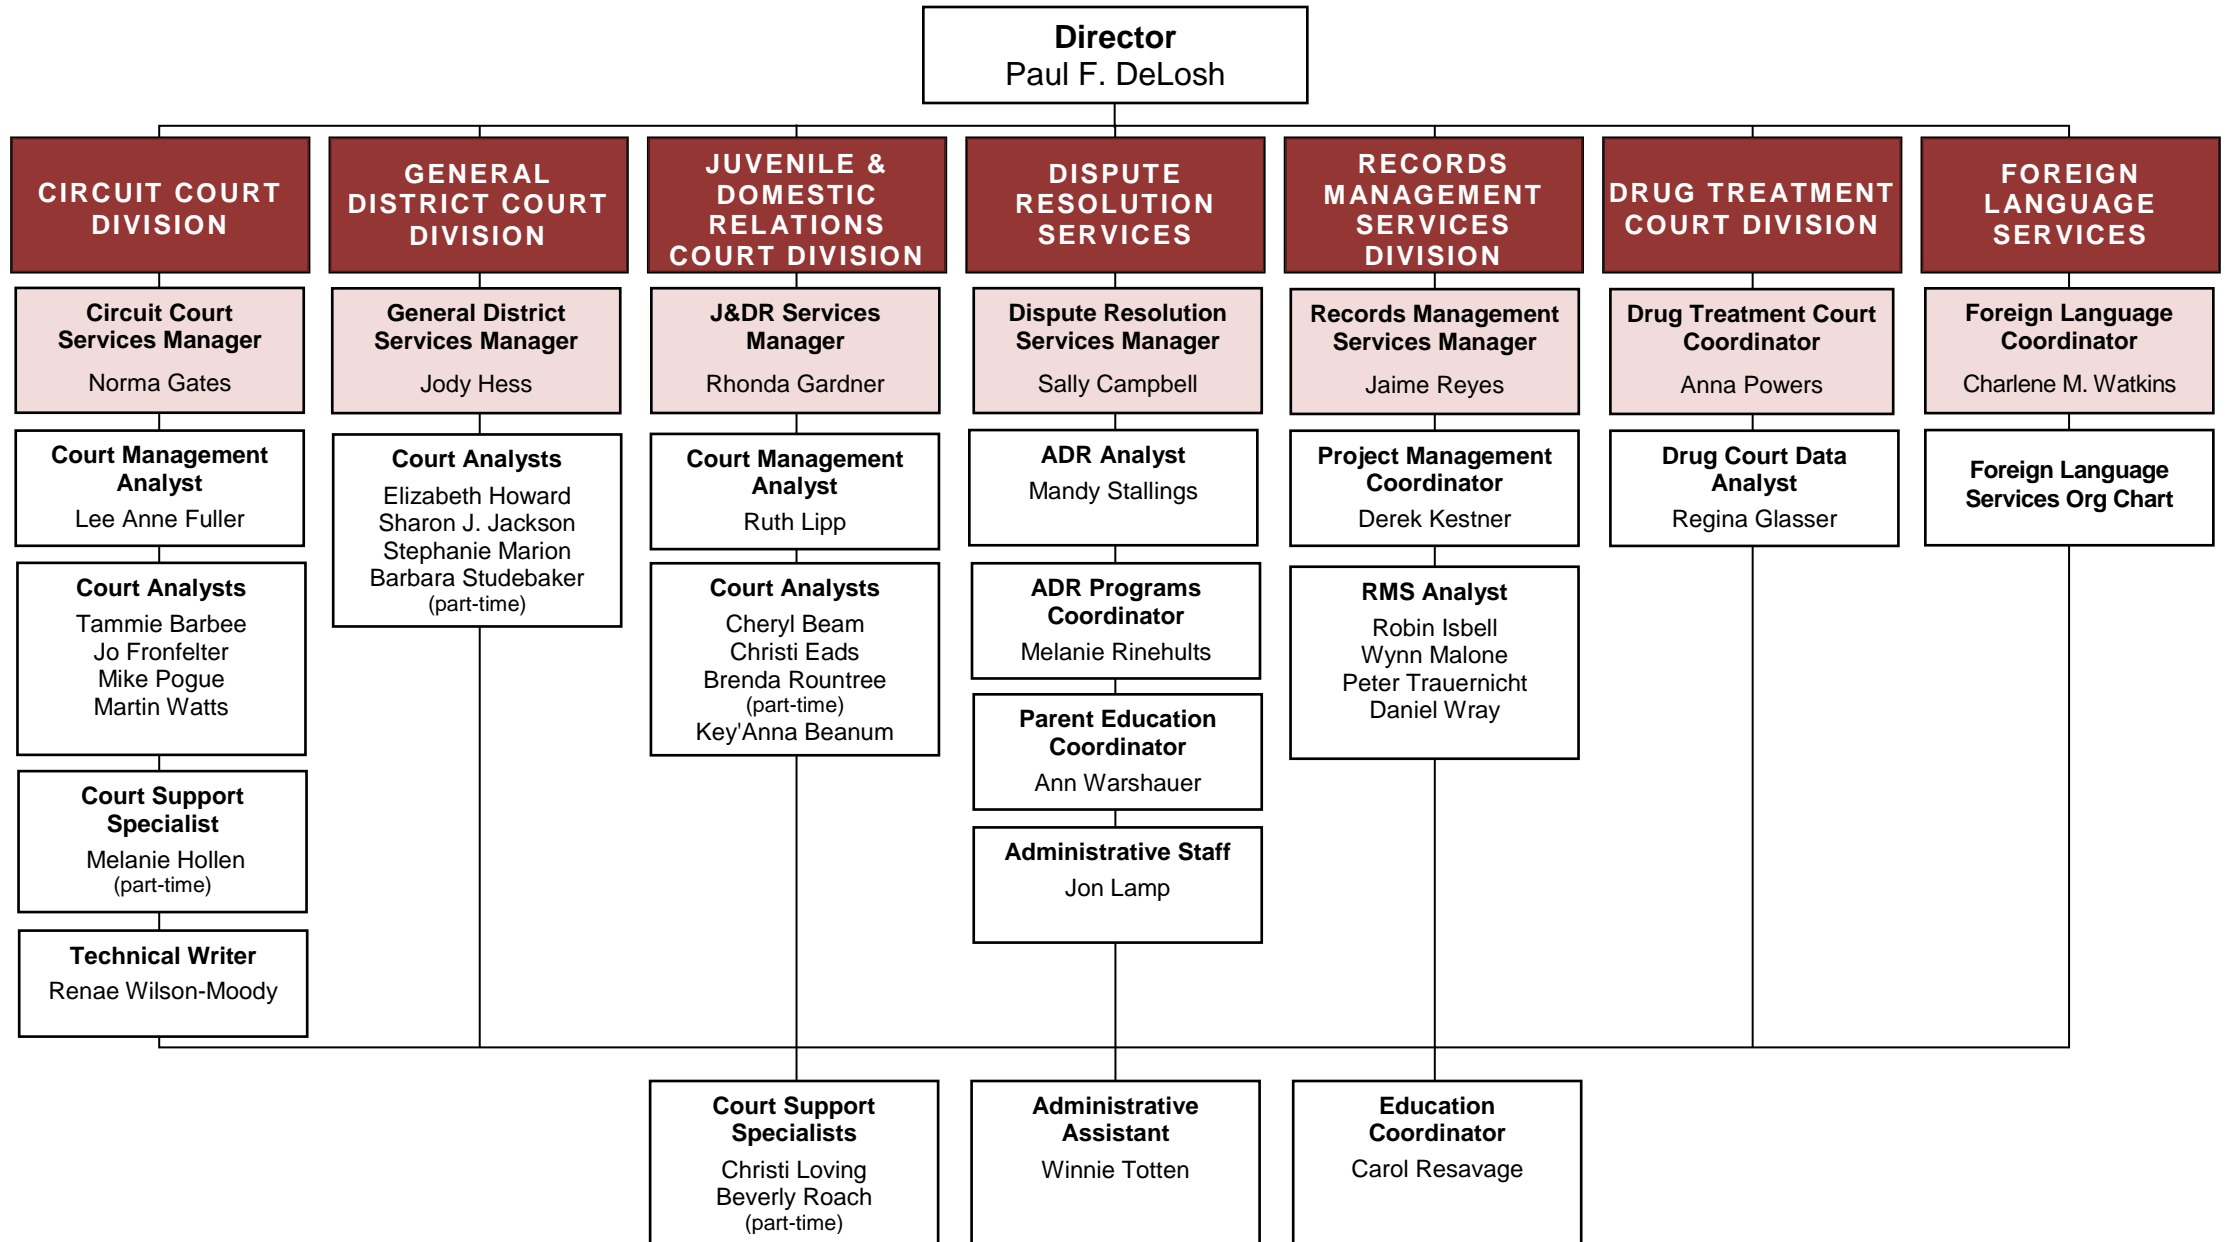 Director
Paul F. DeLosh
CIRCUIT COURT
DIVISION
GENERAL
DISTRICT COURT
DIVISION
JUVENILE &
DOMESTIC
RELATIONS
COURT DIVISION
DISPUTE
RESOLUTION
SERVICES
RECORDS
MANAGEMENT
SERVICES
DIVISION
DRUG TREATMENT
COURT DIVISION
FOREIGN
LANGUAGE
SERVICES
Circuit Court
Services Manager
Norma Gates
General District
Services Manager
Jody Hess
J&DR Services
Manager
Rhonda Gardner
Dispute Resolution
Services Manager
Sally Campbell
Records Management
Services Manager
Jaime Reyes
Drug Treatment Court
Coordinator
Anna Powers
Foreign Language
Coordinator
Charlene M. Watkins
Court Management
Analyst
Lee Anne Fuller
Court Analysts
Elizabeth Howard
Sharon J. Jackson
Stephanie Marion
Barbara Studebaker
(part-time)
Court Management
Analyst
Ruth Lipp
ADR Analyst
Mandy Stallings
Project Management
Coordinator
Derek Kestner
Drug Court Data
Analyst
Regina Glasser
Foreign Language
Services Org Chart
Court Analysts
Tammie Barbee
Jo Fronfelter
Mike Pogue
Martin Watts
Court Analysts
Cheryl Beam
Christi Eads
Brenda Rountree
(part-time)
Key'Anna Beanum
ADR Programs
Coordinator
Melanie Rinehults
RMS Analyst
Robin Isbell
Wynn Malone
Peter Trauernicht
Daniel Wray
Parent Education
Coordinator
Ann Warshauer
Court Support
Specialist
Melanie Hollen
(part-time)
Administrative Staff
Jon Lamp
Technical Writer
Renae Wilson-Moody
Court Support
Specialists
Christi Loving
Beverly Roach
(part-time)
Administrative
Assistant
Winnie Totten
Education
Coordinator
Carol Resavage